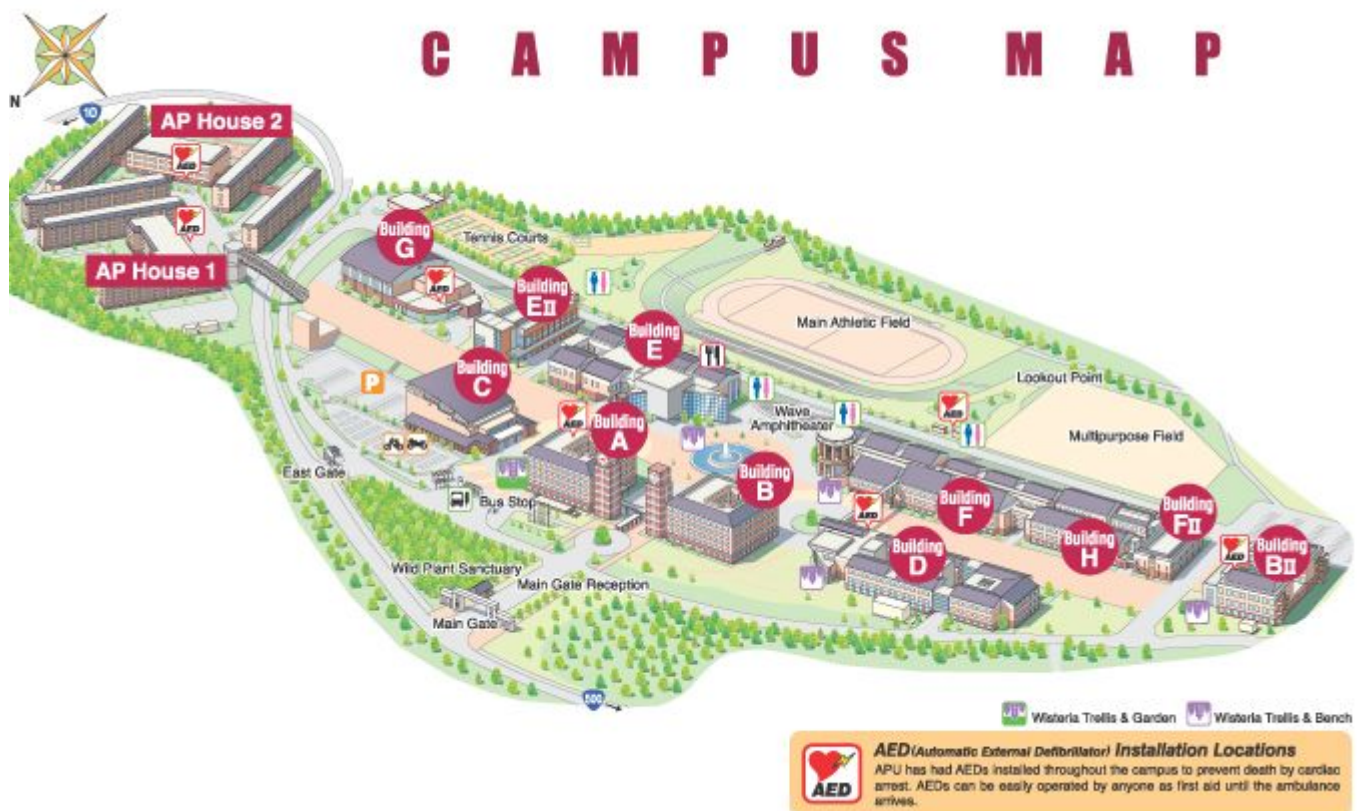 CAMPUS MAP
N
10
AP House 2
AED
AED
AP House 1
Building
G
Tennis Courts
AED
Building
EII
Building
E
Main Athletic Field
Building
C
P
Lookout Point
AED
Building
A
Wave
Amphitheater
AED
Multipurpose Field
East Gate
Building
B
Bus Stop
AED
Building
F
Building
FII
Building
H
Building
D
AED
Building
BII
Wild Plant Sanctuary
Main Gate Reception
Main Gate
500
Wisteria Trellis & Garden
Wisteria Trellis & Bench
AED
AED(Automatic External Defibrillator) Installation Locations
APU has had AEDs installed throughout the campus to prevent death by cardiac
arrest. AEDs can be easily operated by anyone as first aid until the ambulance
arrives.